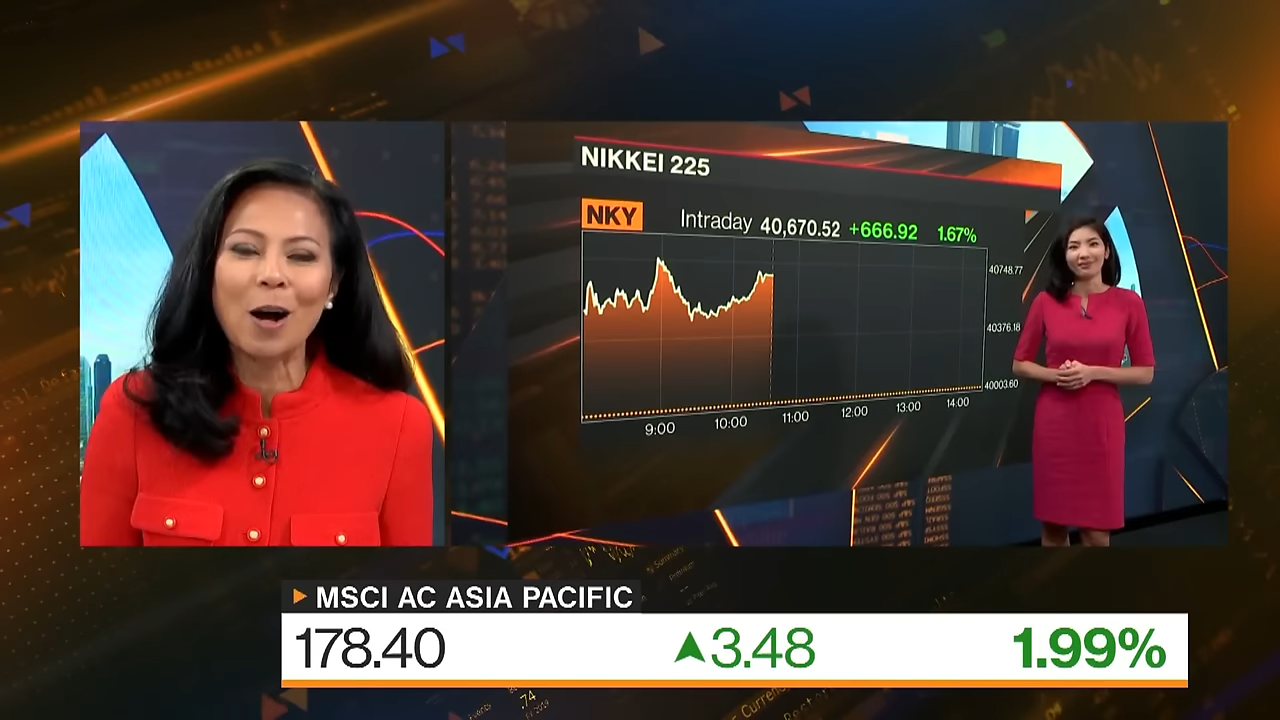 NIKKEI 225
NKY Intraday 40,670.52 +666.92 1.67%
40748.77
40376.18
40003.60
9:00 10:00 11:00 12:00 13:00 14:00
MSCI AC ASIA PACIFIC
178.40 3.48 1.99%